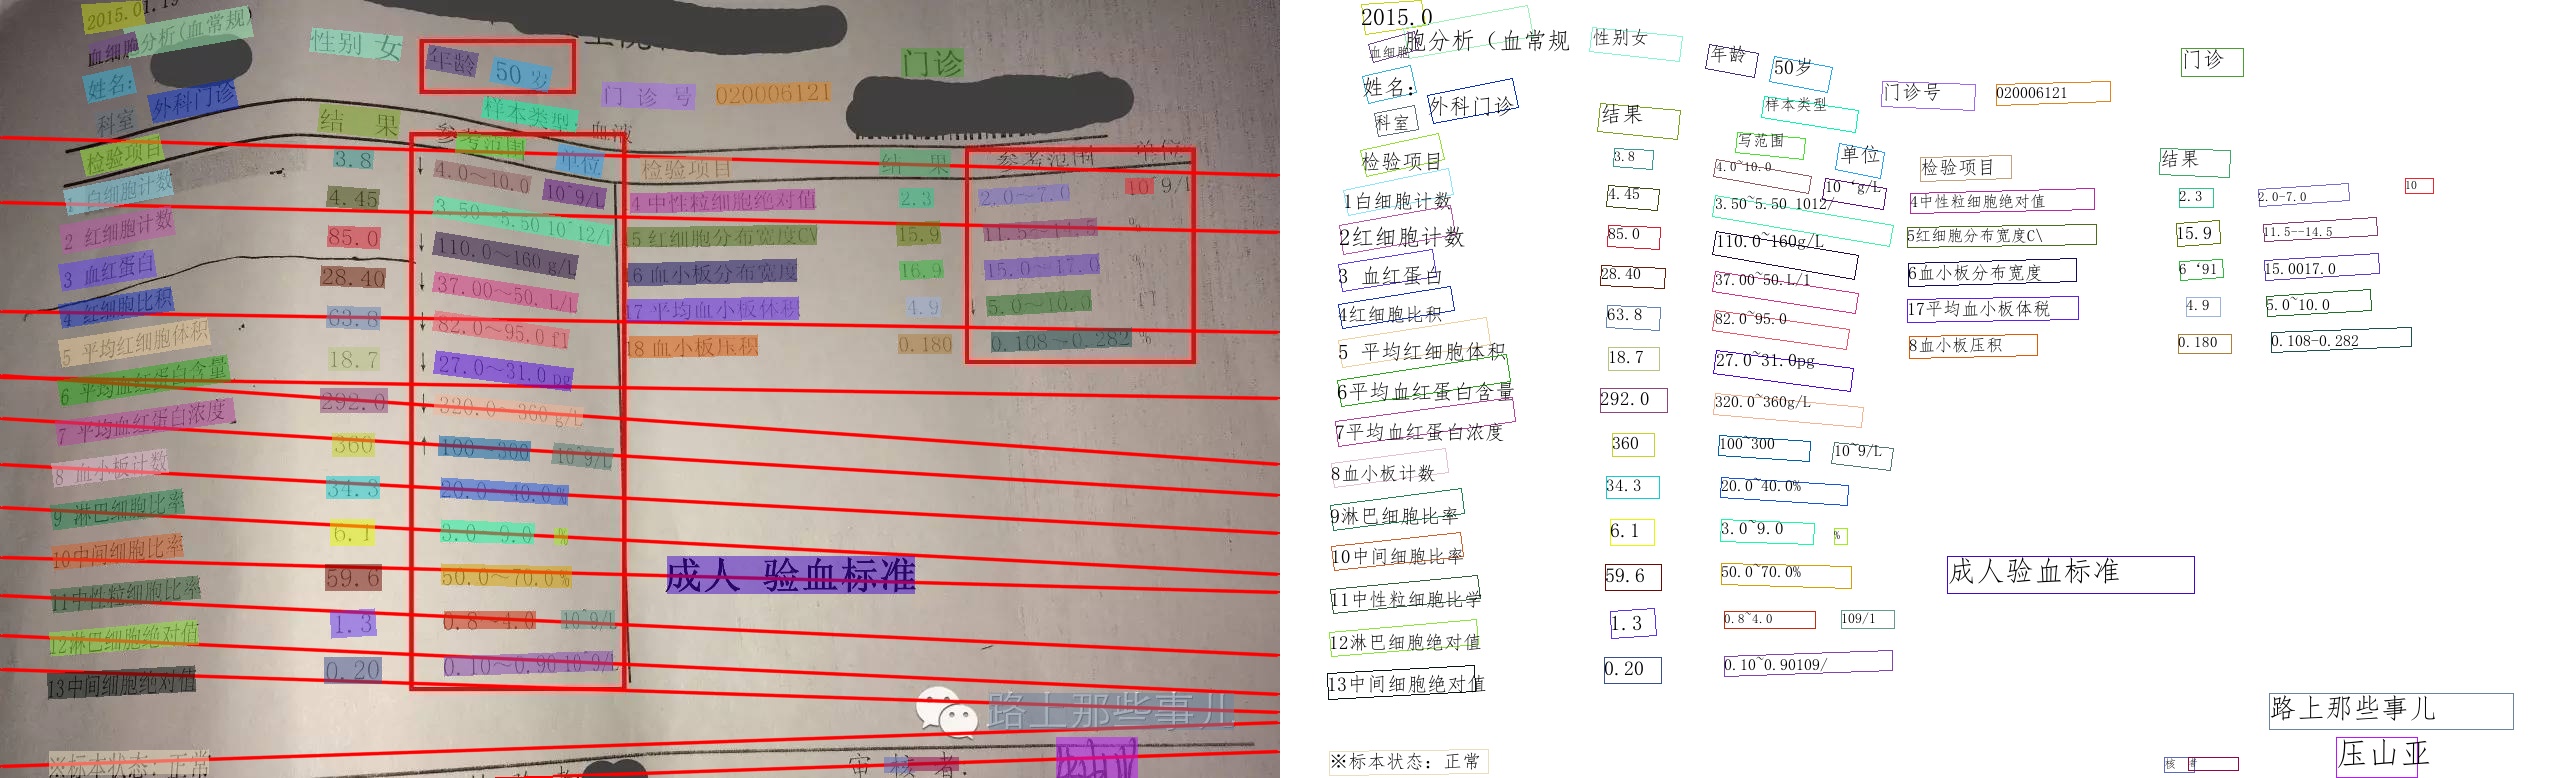 2015.01.19
血细胞分析(血常规)
性别 女
年龄 50 岁
门诊
姓名:
门 诊 号 020006121
科室 外科门诊
样本类型: 血液
检验项目 结 果 参考范围 单位 检验项目 结 果 参考范围 单位
1 白细胞计数 3.8 ↓ 4.0~10.0 10^9/L 14中性粒细胞绝对值 2.3 2.0~7.0 10^9/L
2 红细胞计数 4.45 3.50~5.50 10^12/L 15红细胞分布宽度CV 15.9 11.5~14.5 %
3 血红蛋白 85.0 ↓ 110.0~160 g/L 16血小板分布宽度 16.9 15.0~17.0
4 红细胞比积 28.40 ↓ 37.00~50. L/l 17平均血小板体积 4.9 ↓ 5.0~10.0 fl
5 平均红细胞体积 63.8 ↓ 82.0~95.0 fl 18血小板压积 0.180 0.108~0.282 %
6 平均血红蛋白含量 18.7 ↓ 27.0~31.0 pg
7 平均血红蛋白浓度 292.0 ↓ 320.0~360 g/L
8 血小板计数 360 ↑ 100~300 10^9/L
9 淋巴细胞比率 34.3 20.0~40.0 %
10中间细胞比率 6.1 3.0~9.0 %
11中性粒细胞比率 59.6 50.0~70.0 %
12淋巴细胞绝对值 1.3 0.8~4.0 10^9/L
13中间细胞绝对值 0.20 0.10~0.90 10^9/L
成人 验血标准
路上那些事儿
※标本状态: 正常
审 核 者:
2015.0
血细胞
胞分析（血常规
性别女
年龄
50岁
门诊
姓名:
门诊号
020006121
科室
外科门诊
样本类型
检验项目 结果 写范围 单位 检验项目 结果
1白细胞计数 3.8 4.0~10.0 10‘g/L 4中性粒细胞绝对值 2.3 2.0-7.0 10
2红细胞计数 4.45 3.50~5.50 1012/ 5红细胞分布宽度C\ 15.9 11.5--14.5
3 血红蛋白 85.0 110.0~160g/L 6血小板分布宽度 6‘91 15.0017.0
4红细胞比积 28.40 37.00~50.L/1 17平均血小板体税 4.9 5.0~10.0
5 平均红细胞体积 63.8 82.0~95.0 8血小板压积 0.180 0.108-0.282
6平均血红蛋白含量 18.7 27.0~31.0pg
7平均血红蛋白浓度 292.0 320.0~360g/L
8血小板计数 360 100~300 10~9/L
9淋巴细胞比率 34.3 20.0~40.0%
10中间细胞比率 6.1 3.0~9.0 %
11中性粒细胞比学 59.6 50.0~70.0%
12淋巴细胞绝对值 1.3 0.8~4.0 109/1
13中间细胞绝对值 0.20 0.10~0.90109/
成人验血标准
路上那些事儿
压山亚
※标本状态: 正常
核